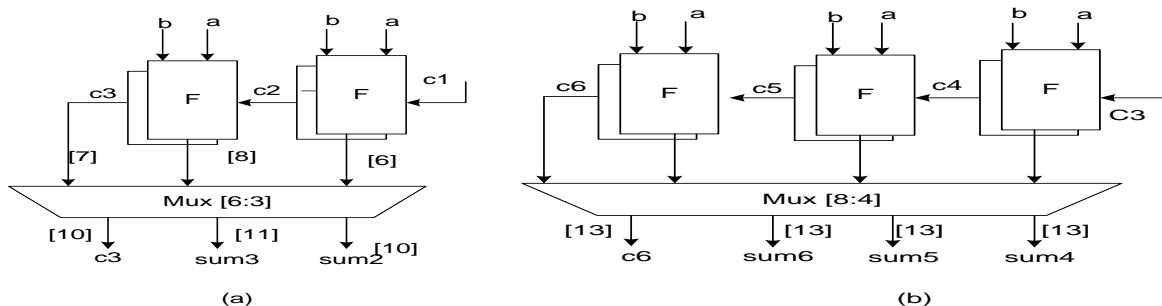 b a b a
F F
c3 c2 c1
[7] [8] [6]
Mux [6:3]
[10] [11] [10]
c3 sum3 sum2
(a)
b a b a b a
F F F
c6 c5 c4 C3
Mux [8:4]
[13] [13] [13] [13]
c6 sum6 sum5 sum4
(b)